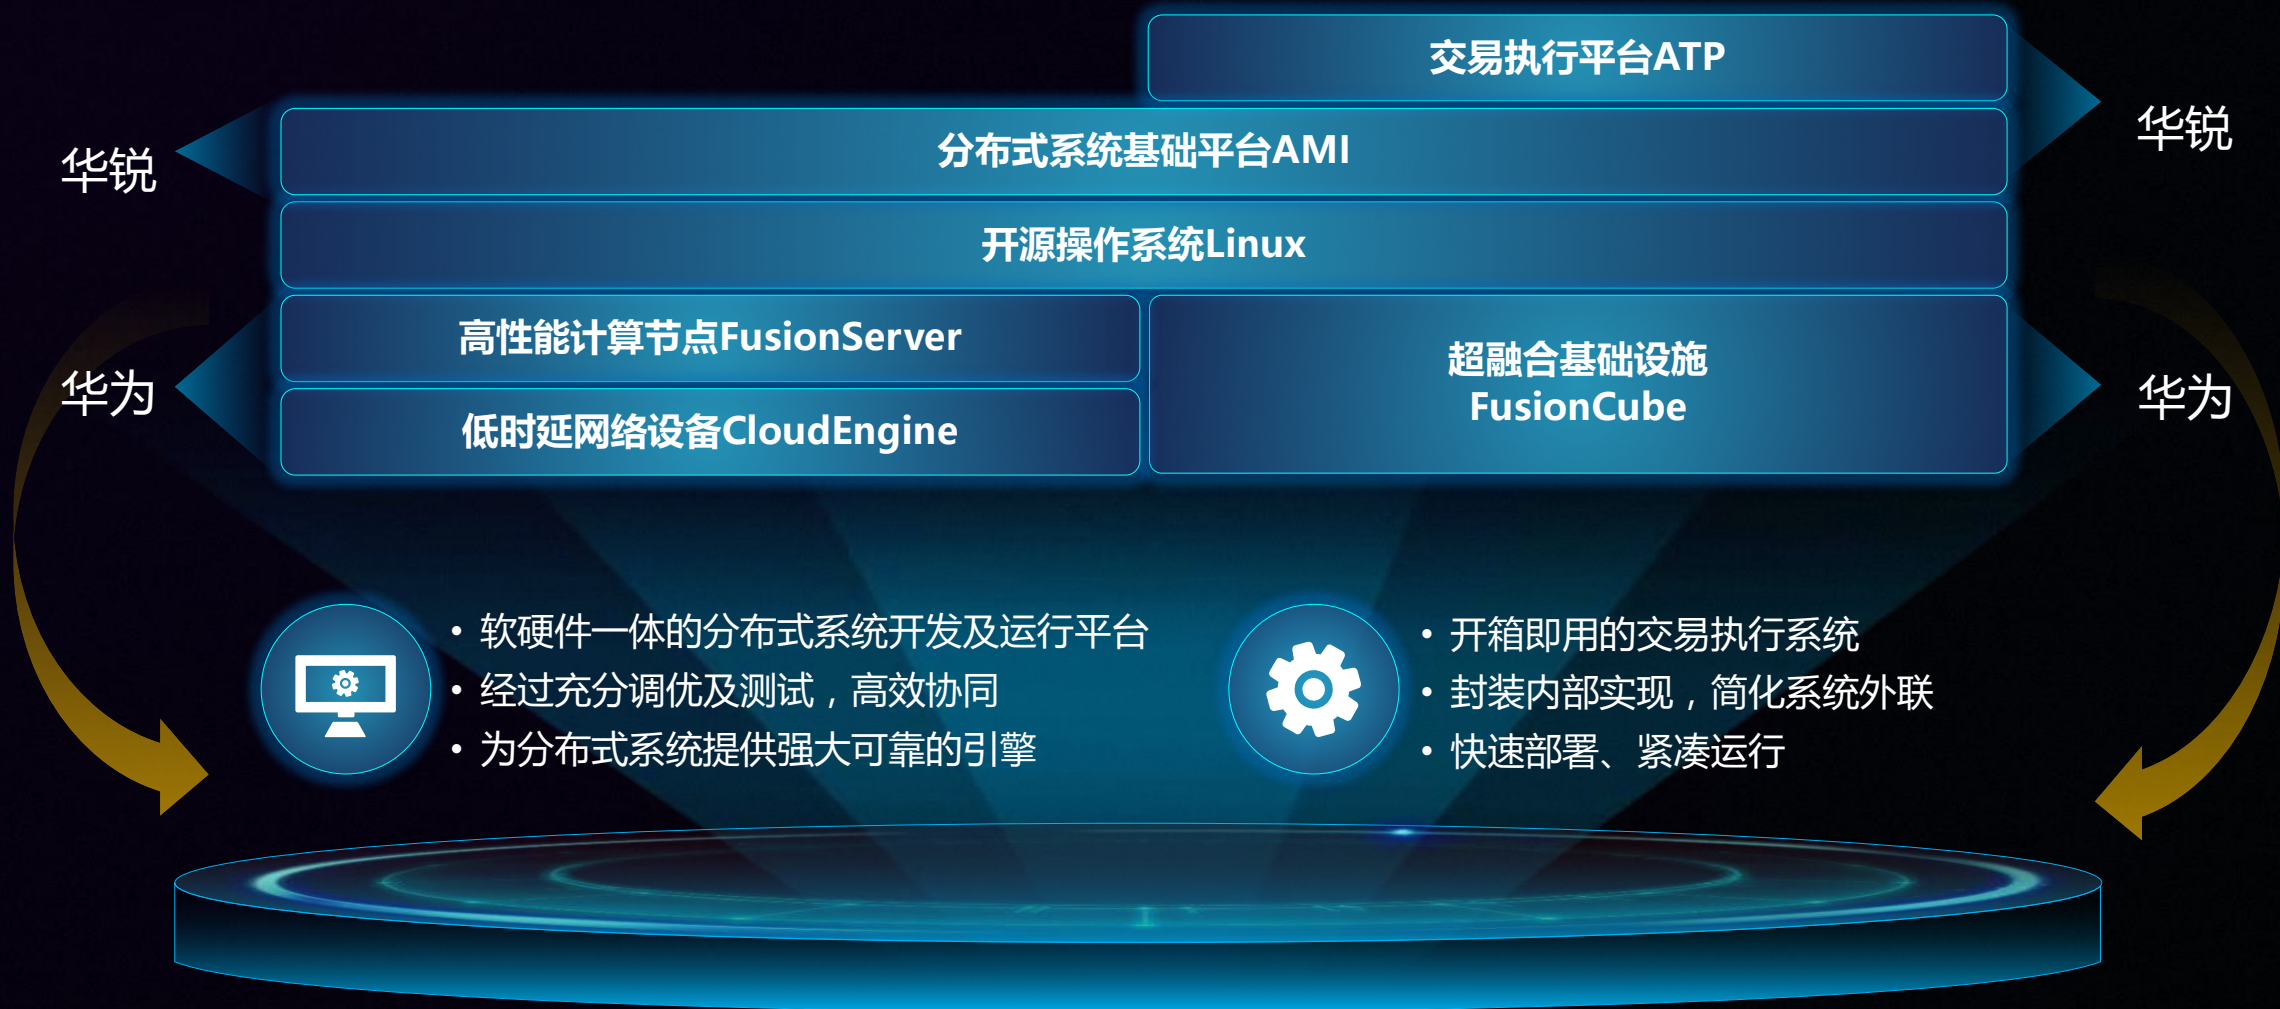 交易执行平台ATP
华锐
分布式系统基础平台AMI
华锐
开源操作系统Linux
高性能计算节点FusionServer
超融合基础设施
FusionCube
华为
低时延网络设备CloudEngine
华为
• 软硬件一体的分布式系统开发及运行平台
• 经过充分调优及测试，高效协同
• 为分布式系统提供强大可靠的引擎
• 开箱即用的交易执行系统
• 封装内部实现，简化系统外联
• 快速部署、紧凑运行